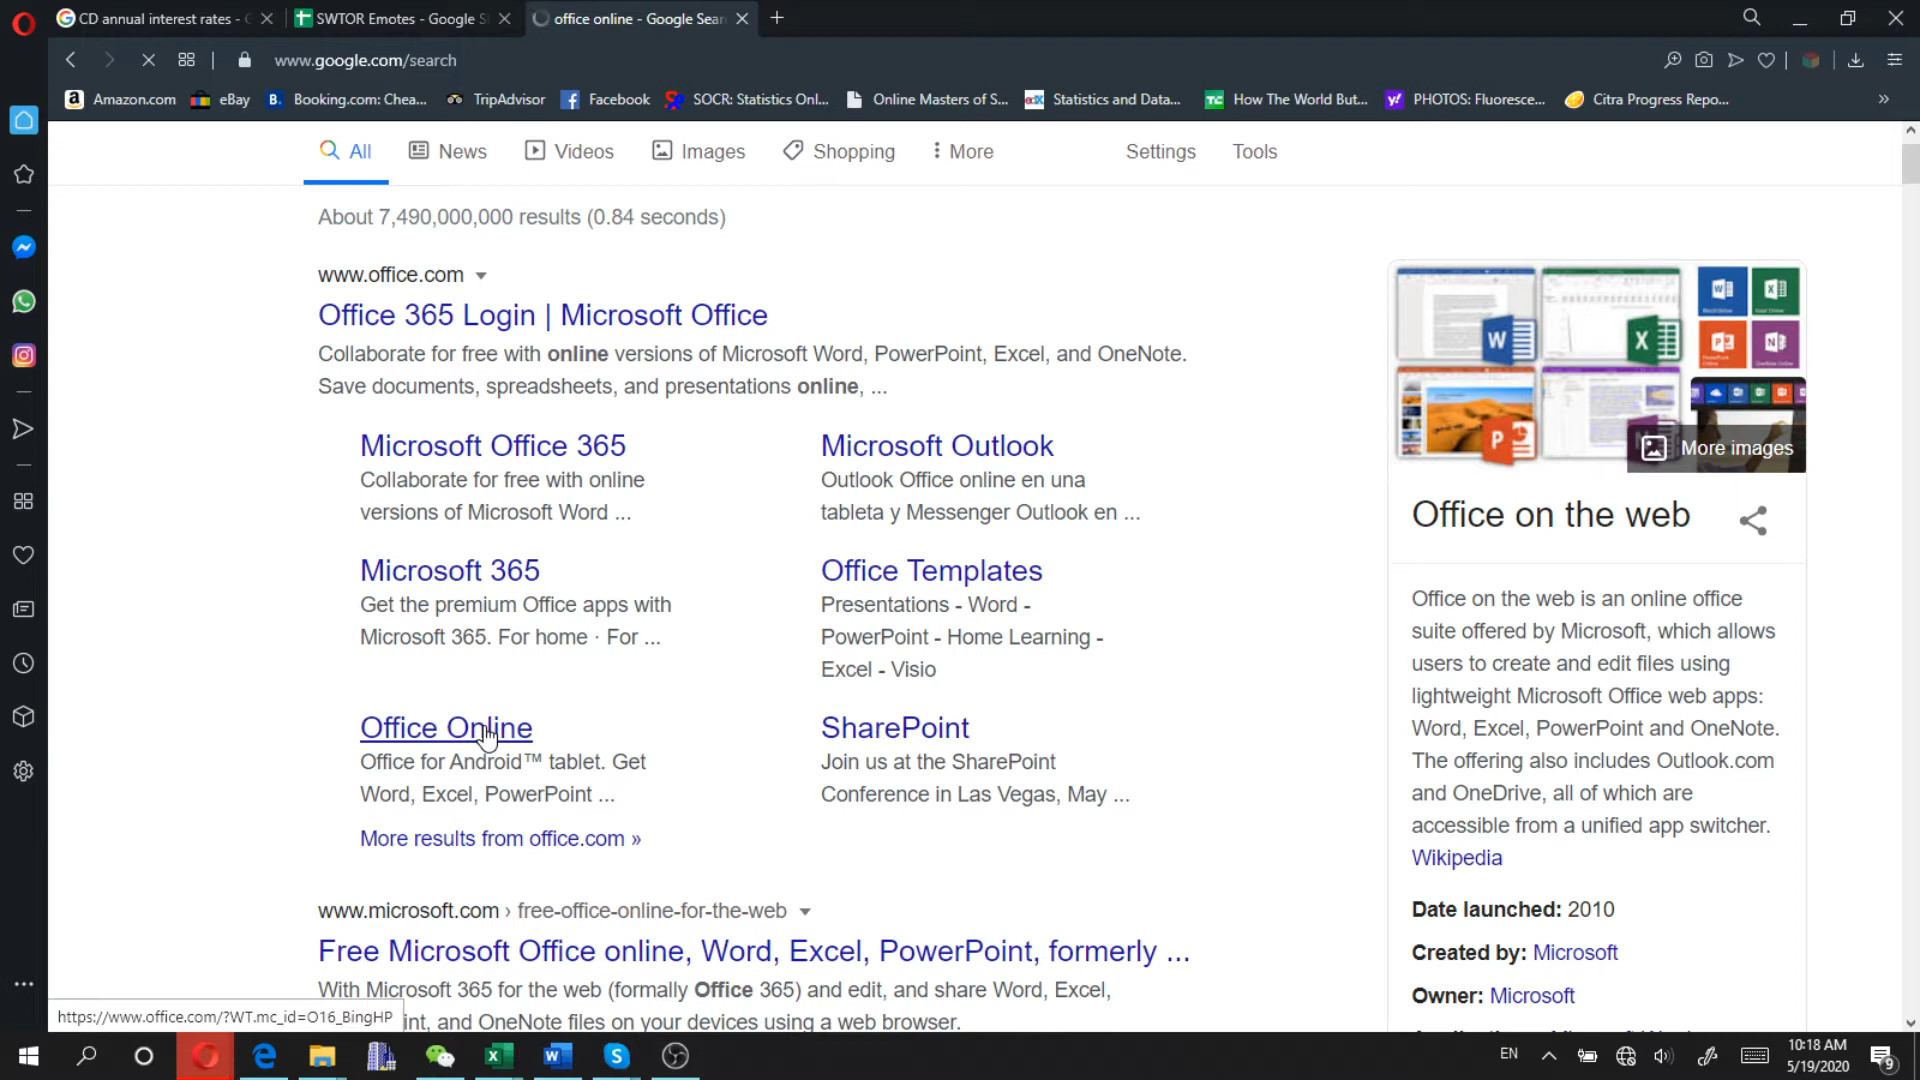 CD annual interest rates -
SWTOR Emotes - Google S
office online - Google Sear
www.google.com/search
Amazon.com
eBay
B. Booking.com: Chea...
TripAdvisor
Facebook
SOCR: Statistics Onl...
Online Masters of S...
edX Statistics and Data...
TC How The World But...
PHOTOS: Fluoresce...
Citra Progress Repo...
»
All
News
Videos
Images
Shopping
More
Settings
Tools
About 7,490,000,000 results (0.84 seconds)
www.office.com
Office 365 Login | Microsoft Office
Collaborate for free with online versions of Microsoft Word, PowerPoint, Excel, and OneNote.
Save documents, spreadsheets, and presentations online, ...
Microsoft Office 365
Collaborate for free with online
versions of Microsoft Word ...
Microsoft Outlook
Outlook Office online en una
tableta y Messenger Outlook en ...
Microsoft 365
Get the premium Office apps with
Microsoft 365. For home · For ...
Office Templates
Presentations - Word -
PowerPoint - Home Learning -
Excel - Visio
Office Online
Office for Android™ tablet. Get
Word, Excel, PowerPoint ...
SharePoint
Join us at the SharePoint
Conference in Las Vegas, May ...
More results from office.com »
www.microsoft.com › free-office-online-for-the-web
Free Microsoft Office online, Word, Excel, PowerPoint, formerly ...
With Microsoft 365 for the web (formally Office 365) and edit, and share Word, Excel,
int, and OneNote files on your devices using a web browser.
More images
Office on the web
Office on the web is an online office
suite offered by Microsoft, which allows
users to create and edit files using
lightweight Microsoft Office web apps:
Word, Excel, PowerPoint and OneNote.
The offering also includes Outlook.com
and OneDrive, all of which are
accessible from a unified app switcher.
Wikipedia
Date launched: 2010
Created by: Microsoft
Owner: Microsoft
https://www.office.com/?WT.mc_id=O16_BingHP
EN
10:18 AM
5/19/2020
9